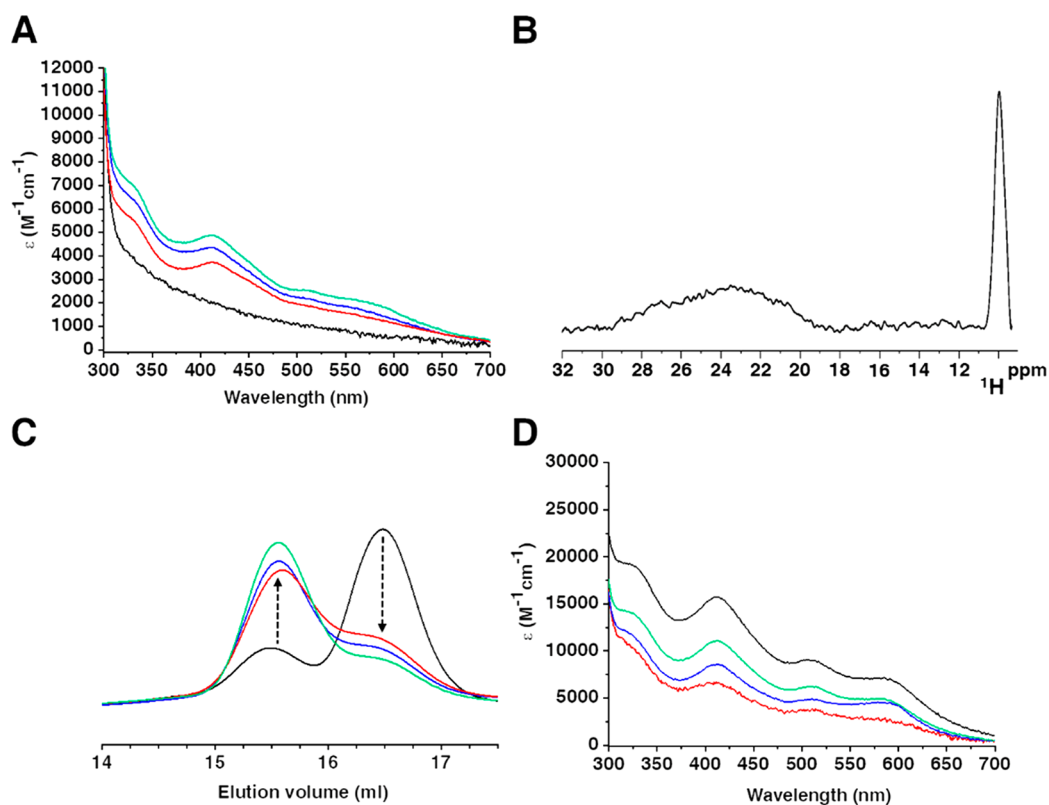 A
12000
11000
10000
9000
8000
7000
6000
5000
4000
3000
2000
1000
0
ε (M⁻¹cm⁻¹)
300 350 400 450 500 550 600 650 700
Wavelength (nm)
B
32 30 28 26 24 22 20 18 16 14 12 ppm
¹H
C
14 15 16 17
Elution volume (ml)
D
30000
25000
20000
15000
10000
5000
0
ε (M⁻¹cm⁻¹)
300 350 400 450 500 550 600 650 700
Wavelength (nm)